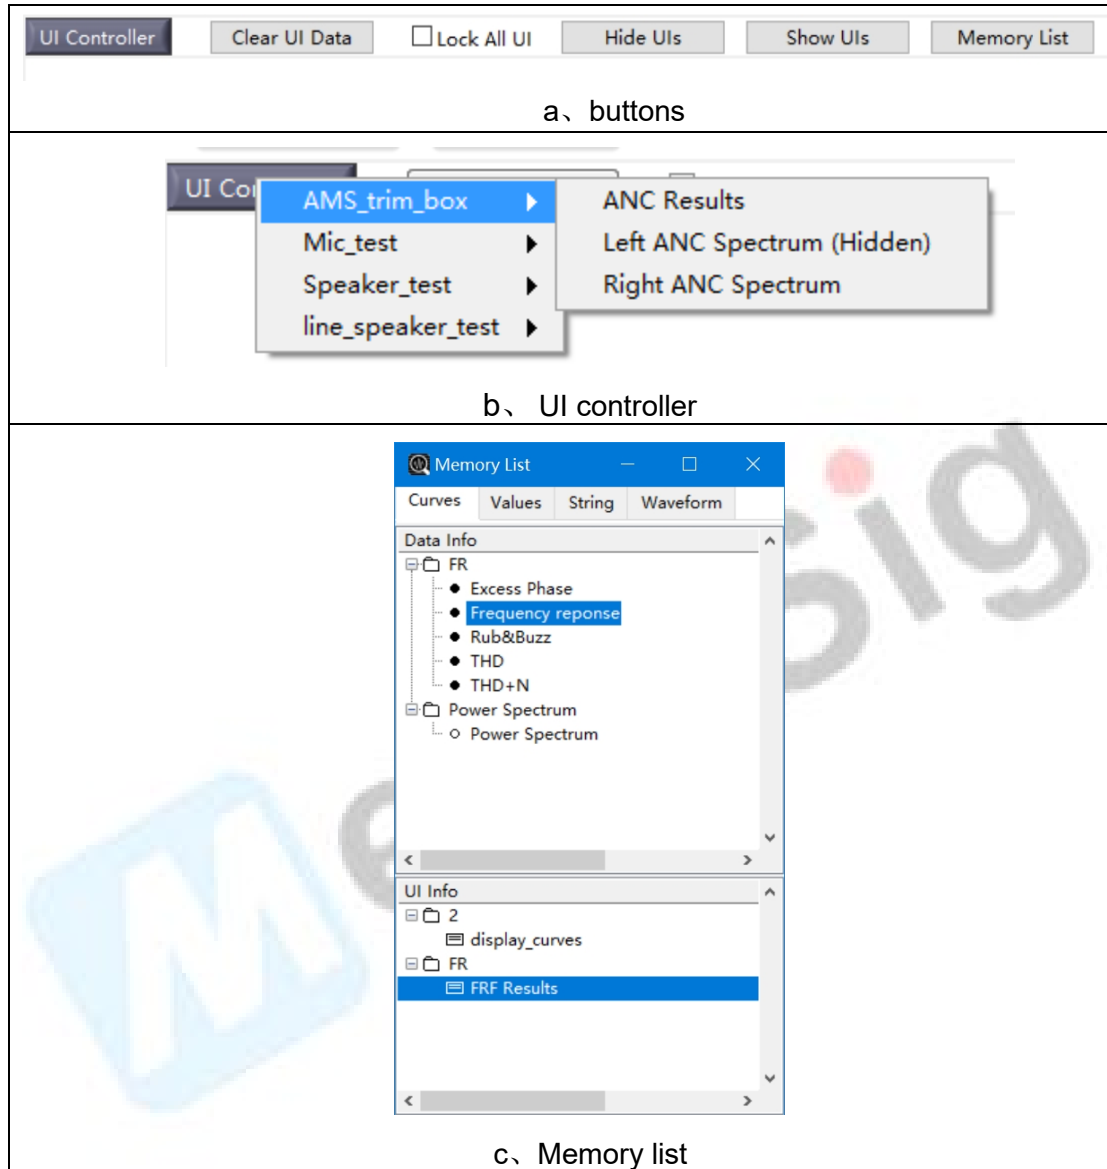 UI Controller Clear UI Data Lock All UI Hide UIs Show UIs Memory List
a、buttons
UI Co
AMS_trim_box ANC Results
Mic_test Left ANC Spectrum (Hidden)
Speaker_test Right ANC Spectrum
line_speaker_test
b、 UI controller
Memory List
Curves Values String Waveform
Data Info
FR
Excess Phase
Frequency reponse
Rub&Buzz
THD
THD+N
Power Spectrum
Power Spectrum
UI Info
2
display_curves
FR
FRF Results
c、Memory list